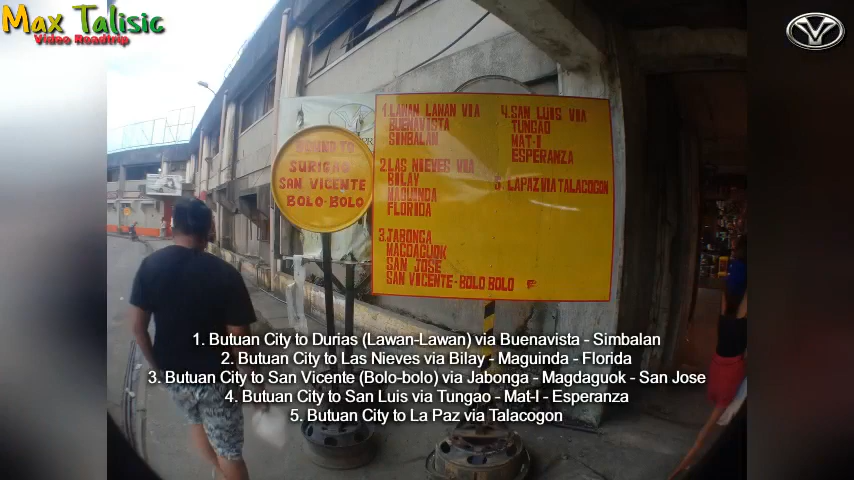 Max Talisic
Video Roadtrip
BOUND TO
SURIGAO
SAN VICENTE
BOLO-BOLO
1.LAWAN LAWAN VIA
BUENAVISTA
SIMBALAN
2.LAS NIEVES VIA
BILAY
MAGUINDA
FLORIDA
3.JABONGA
MAGDAGUOK
SAN JOSE
SAN VICENTE-BOLO BOLO
4.SAN LUIS VIA
TUNGAO
MAT-I
ESPERANZA
5. LAPAZ VIA TALACOGON
1. Butuan City to Durias (Lawan-Lawan) via Buenavista - Simbalan
2. Butuan City to Las Nieves via Bilay - Maguinda - Florida
3. Butuan City to San Vicente (Bolo-bolo) via Jabonga - Magdaguok - San Jose
4. Butuan City to San Luis via Tungao - Mat-I - Esperanza
5. Butuan City to La Paz via Talacogon